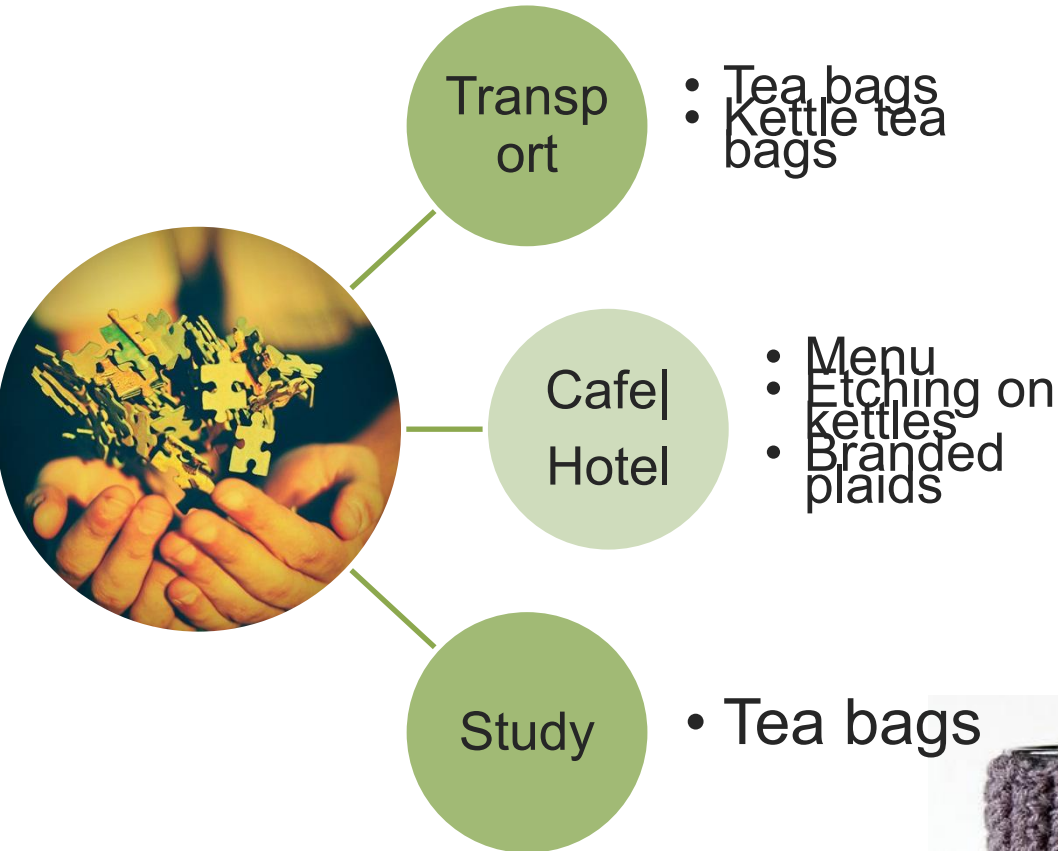 Transp
ort
• Tea bags
• Kettle tea
bags
Cafe|
Hotel
• Menu
• Etching on
kettles
• Branded
plaids
Study
• Tea bags